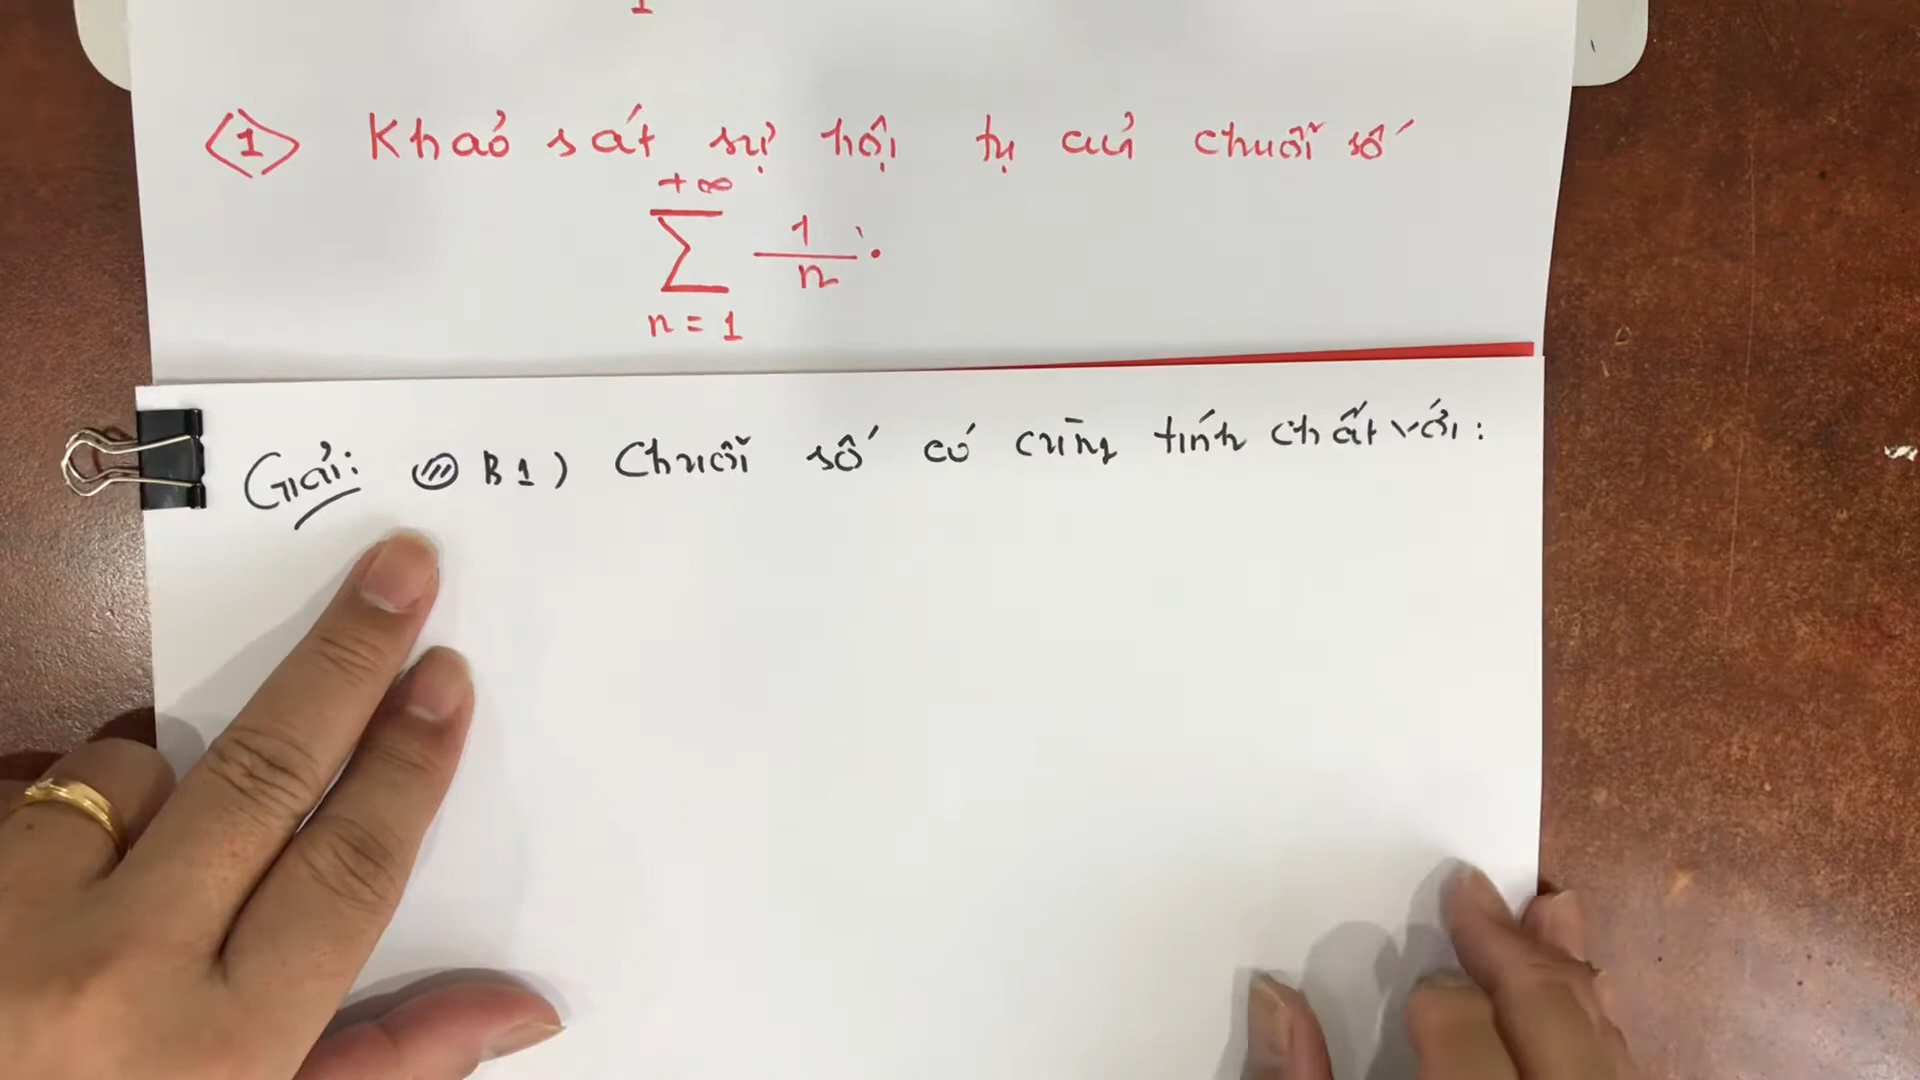 1
① Khảo sát sự hội tụ của chuỗi số
+∞
∑ 1/n .
n = 1
Giải: B1) Chuỗi số có cùng tính chất với: